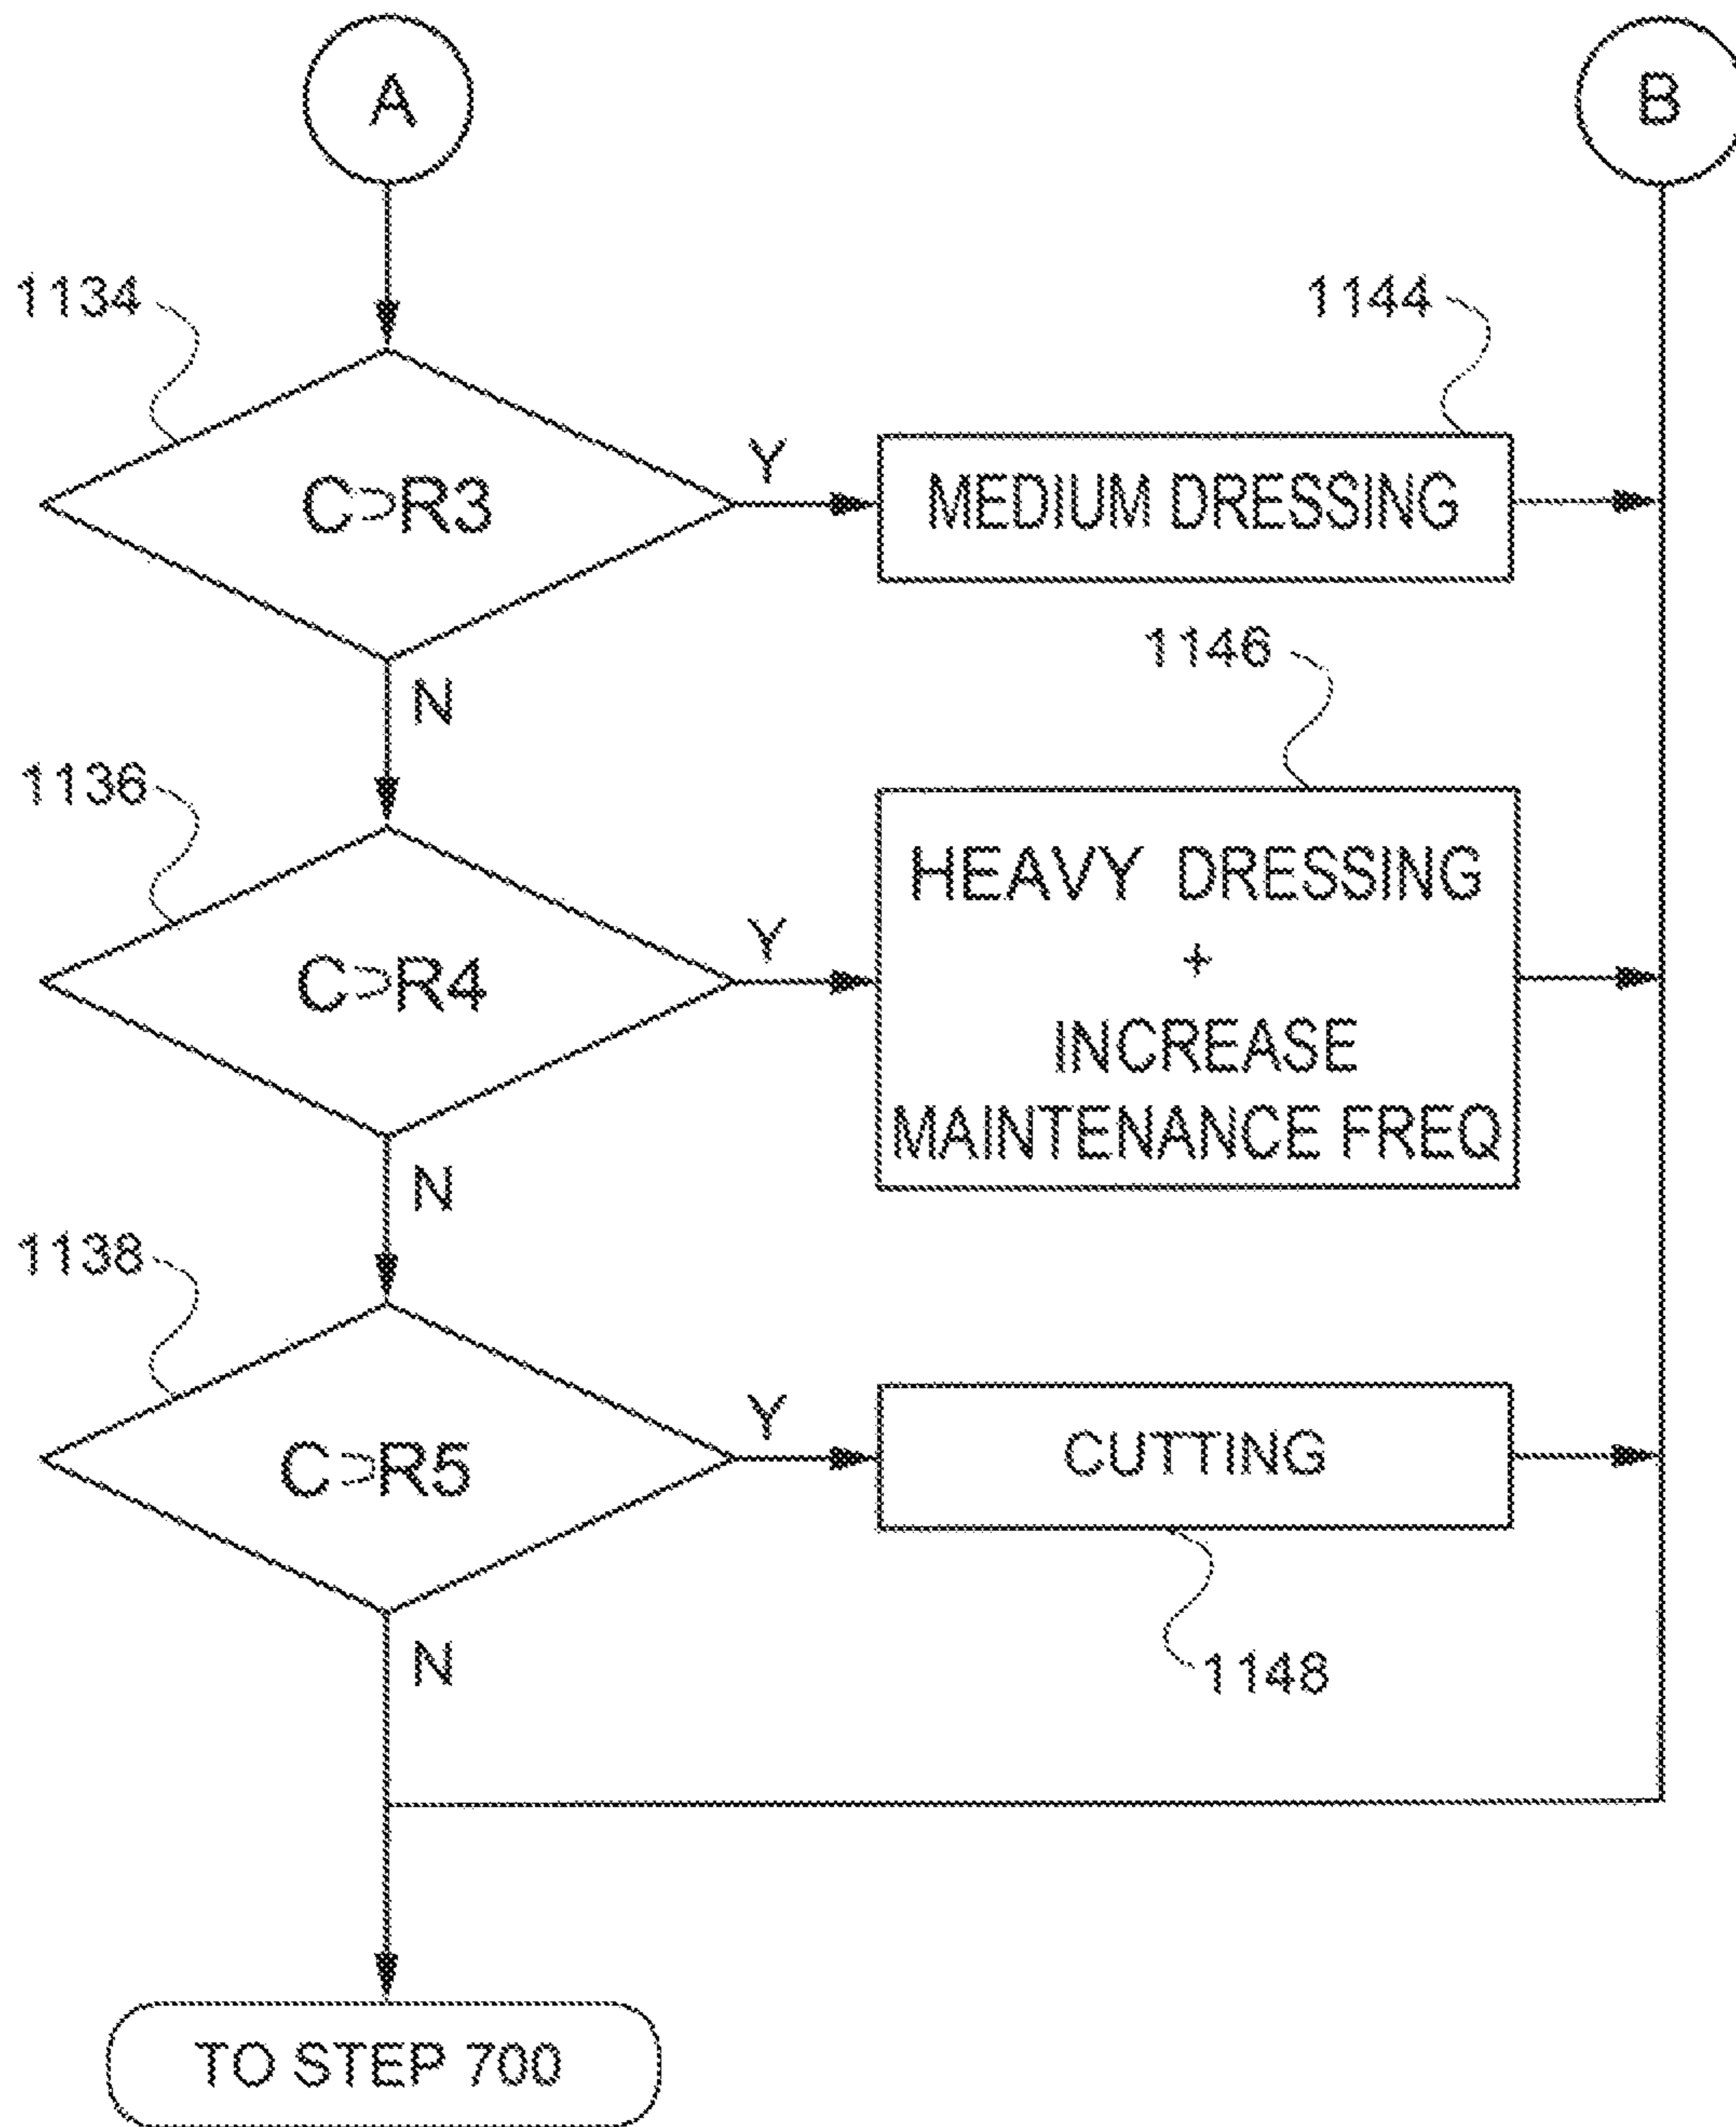 A
B
1134
1144
C⊃R3
Y
MEDIUM DRESSING
N
1146
1136
C⊃R4
Y
HEAVY DRESSING
+
INCREASE
MAINTENANCE FREQ
N
1138
C⊃R5
Y
CUTTING
N
1148
TO STEP 700